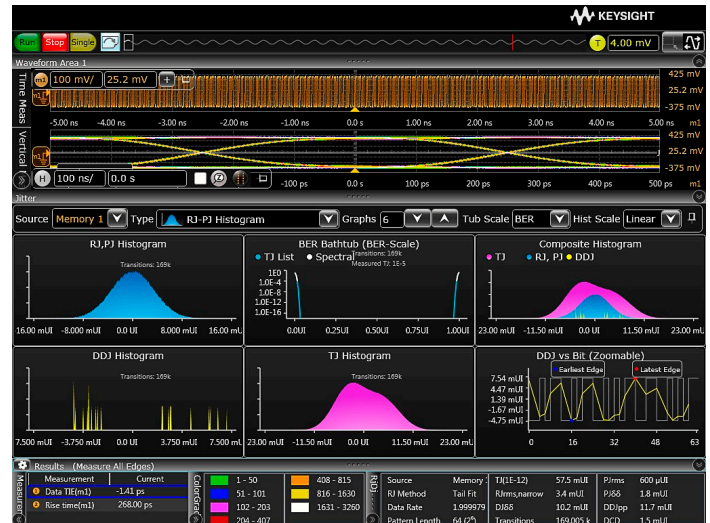 KEYSIGHT
Run Stop Single T 4.00 mV
Waveform Area 1
Time Meas
m1 100 mV/ 25.2 mV +
425 mV
25.2 mV
-375 mV
-5.00 ns -4.00 ns -3.00 ns -2.00 ns -1.00 ns 0.0 s 1.00 ns 2.00 ns 3.00 ns 4.00 ns 5.00 ns m1
Vertical
425 mV
25.2 mV
-375 mV
H 100 ns/ 0.0 s Z
-100 ps 0.0 s 100 ps 200 ps 300 ps 400 ps 500 ps m1
Jitter
Source Memory 1 Type RJ-PJ Histogram Graphs 6 Tub Scale BER Hist Scale Linear
RJ,PJ Histogram
Transitions: 169k
16.00 mUI -8.000 mUI 0.0 UI 8.000 mUI 16.00 mU
BER Bathtub (BER-Scale)
TJ List Spectral Transitions: 169k
Measured TJ: 1E-5
1E0
1.0E-4
1.0E-8
1.0E-12
1.0E-16
0.0UI 0.25UI 0.50UI 0.75UI 1.00UI
Composite Histogram
TJ RJ, PJ DDJ
23.00 mUI -11.50 mUI 0.0 UI 11.50 mUI 23.00 mU
DDJ Histogram
Transitions: 169k
7.500 mUI -3.750 mUI 0.0 UI 3.750 mUI 7.500 mU
TJ Histogram
Transitions: 169k
23.00 mUI -11.50 mUI 0.0 UI 11.50 mUI 23.00 mU
DDJ vs Bit (Zoomable)
Earliest Edge Latest Edge
7.54 mUI
4.47 mUI
1.39 mUI
-1.67 mUI
-4.75 mUI
0 16 32 48 63
Results (Measure All Edges)
Measurement Current
Data TIE(m1) -1.41 ps
Rise time(m1) 268.00 ps
ColorGra
1 - 50 408 - 815
51 - 101 816 - 1630
102 - 203 1631 - 3260
204 - 407
RJDJ
Source Memory TJ(1E-12) 57.5 mUI PJrms 600 µUI
RJ Method Tail Fit RJrms,narrow 3.4 mUI PJδδ 1.8 mUI
Data Rate 1.999979 DJδδ 10.2 mUI DDJpp 11.7 mUI
Pattern Length 64 (2⁶) Transitions 169.005 k DCD 1.5 mUI